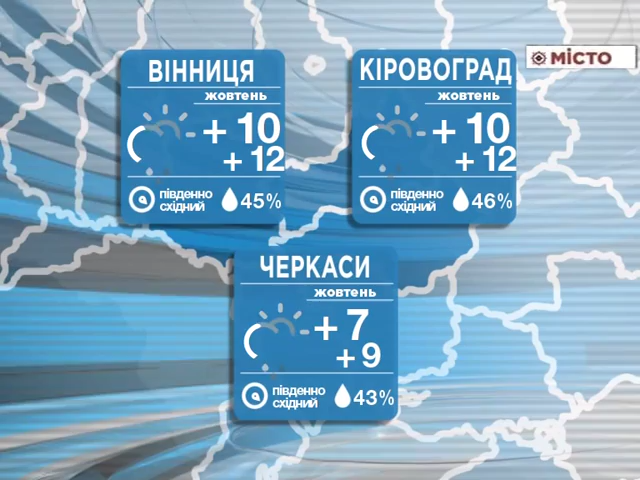 МІСТО
ВІННИЦЯ
жовтень
+ 10
+ 12
південно
східний
45%
КІРОВОГРАД
жовтень
+ 10
+ 12
південно
східний
46%
ЧЕРКАСИ
жовтень
+ 7
+ 9
південно
східний
43%